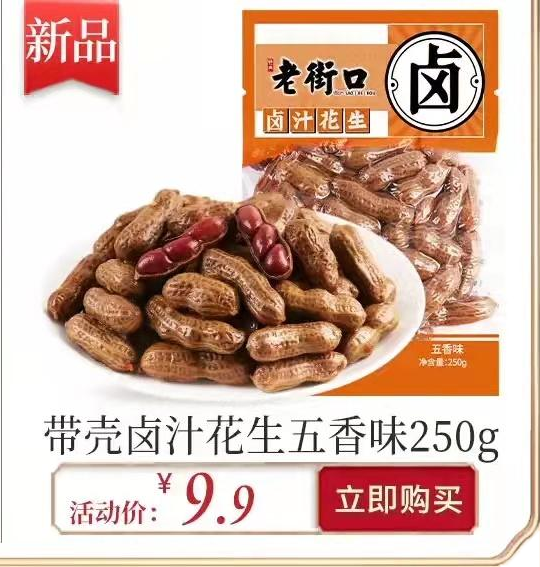 新品
老街口
卤
卤汁花生
五香味
净含量:250g
带壳卤汁花生五香味250g
活动价: ¥9.9
立即购买